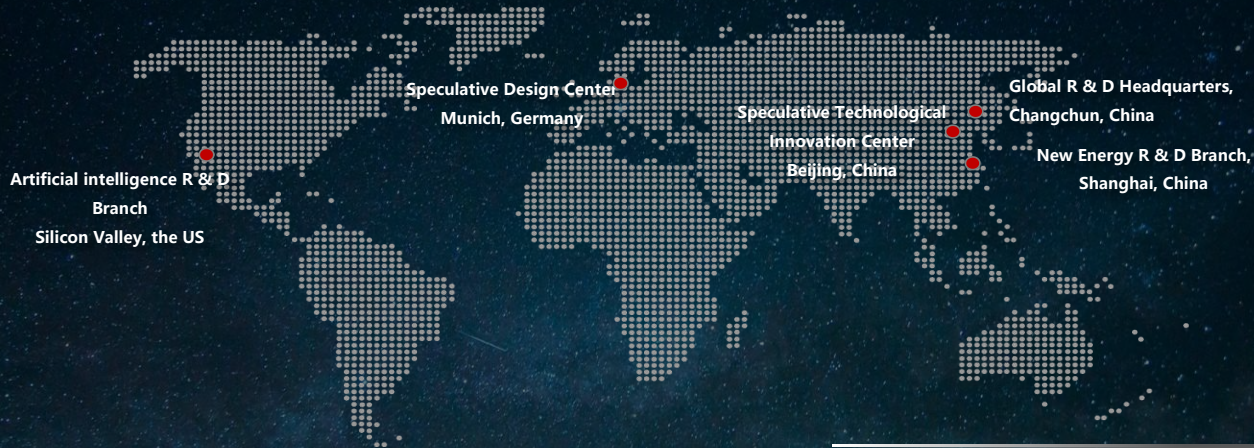 Speculative Design Center
Munich, Germany
Global R & D Headquarters,
Changchun, China
Speculative Technological
Innovation Center
Beijing, China
New Energy R & D Branch,
Shanghai, China
Artificial intelligence R & D
Branch
Silicon Valley, the US